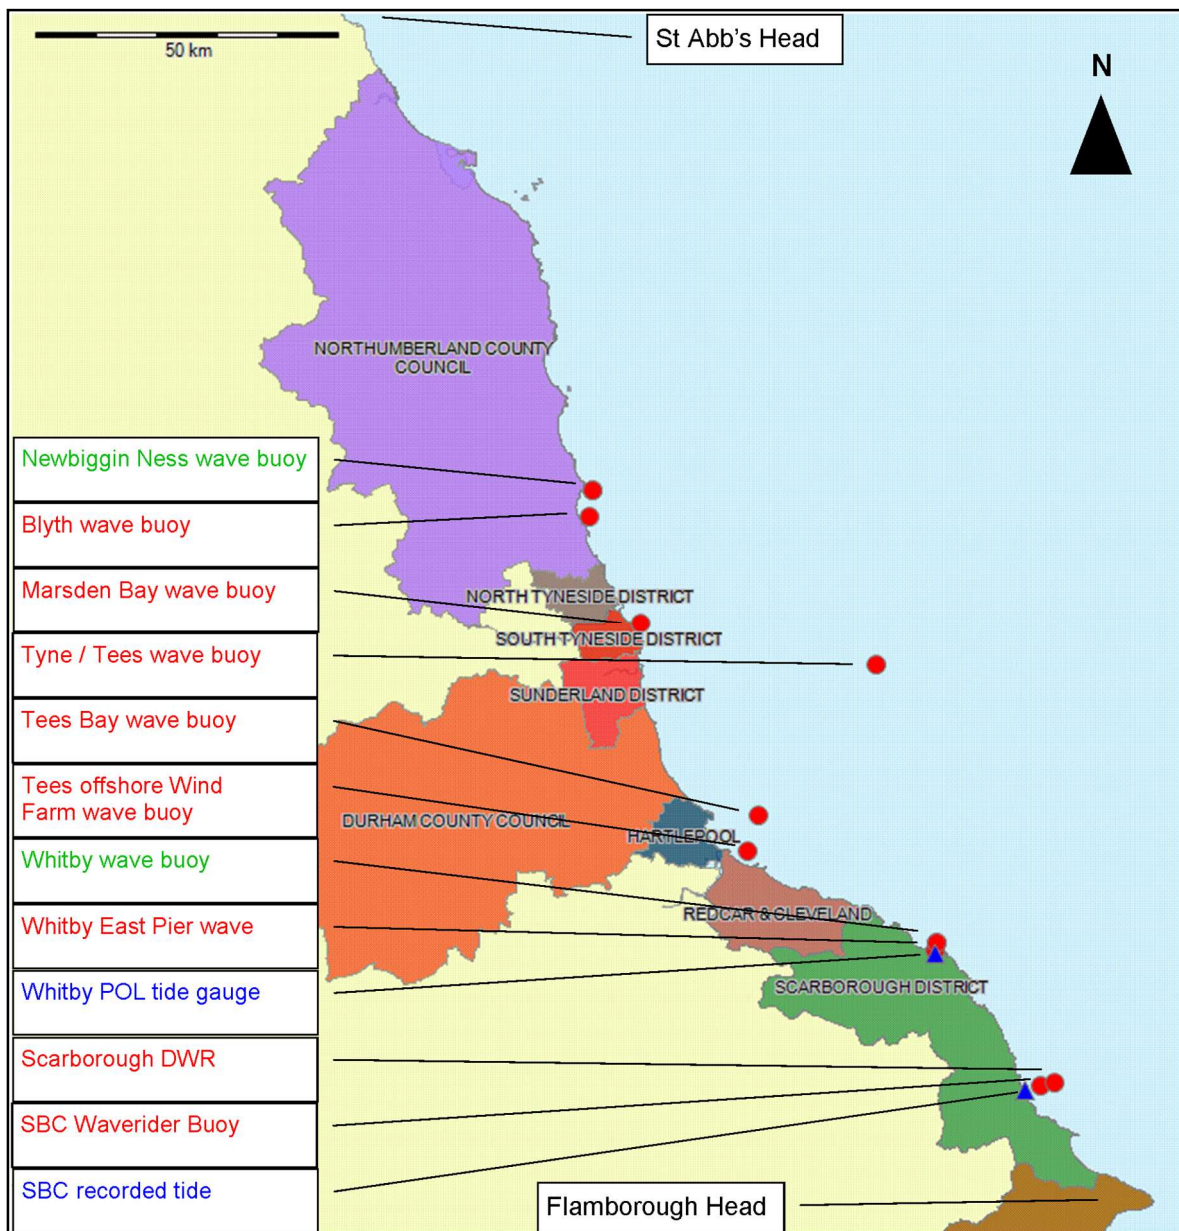 St Abb's Head
50 km
N
NORTHUMBERLAND COUNTY
COUNCIL
Newbiggin Ness wave buoy
Blyth wave buoy
Marsden Bay wave buoy
NORTH TYNESIDE DISTRICT
SOUTH TYNESIDE DISTRICT
Tyne / Tees wave buoy
SUNDERLAND DISTRICT
Tees Bay wave buoy
Tees offshore Wind
Farm wave buoy
DURHAM COUNTY COUNCIL
HARTLEPOOL
Whitby wave buoy
REDCAR & CLEVELAND
Whitby East Pier wave
Whitby POL tide gauge
SCARBOROUGH DISTRICT
Scarborough DWR
SBC Waverider Buoy
SBC recorded tide
Flamborough Head